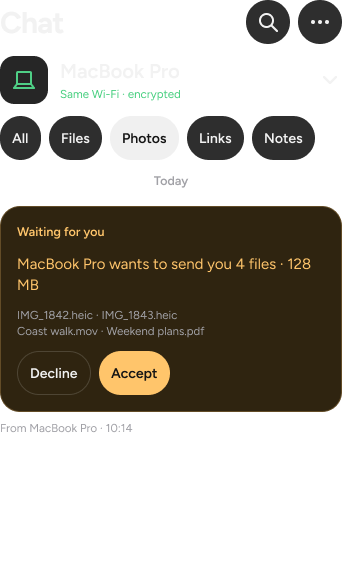 Chat
MacBook Pro
Same Wi-Fi · encrypted
All
Files
Photos
Links
Notes
Today
Waiting for you
MacBook Pro wants to send you 4 files · 128
MB
IMG_1842.heic · IMG_1843.heic
Coast walk.mov · Weekend plans.pdf
Decline
Accept
From MacBook Pro · 10:14